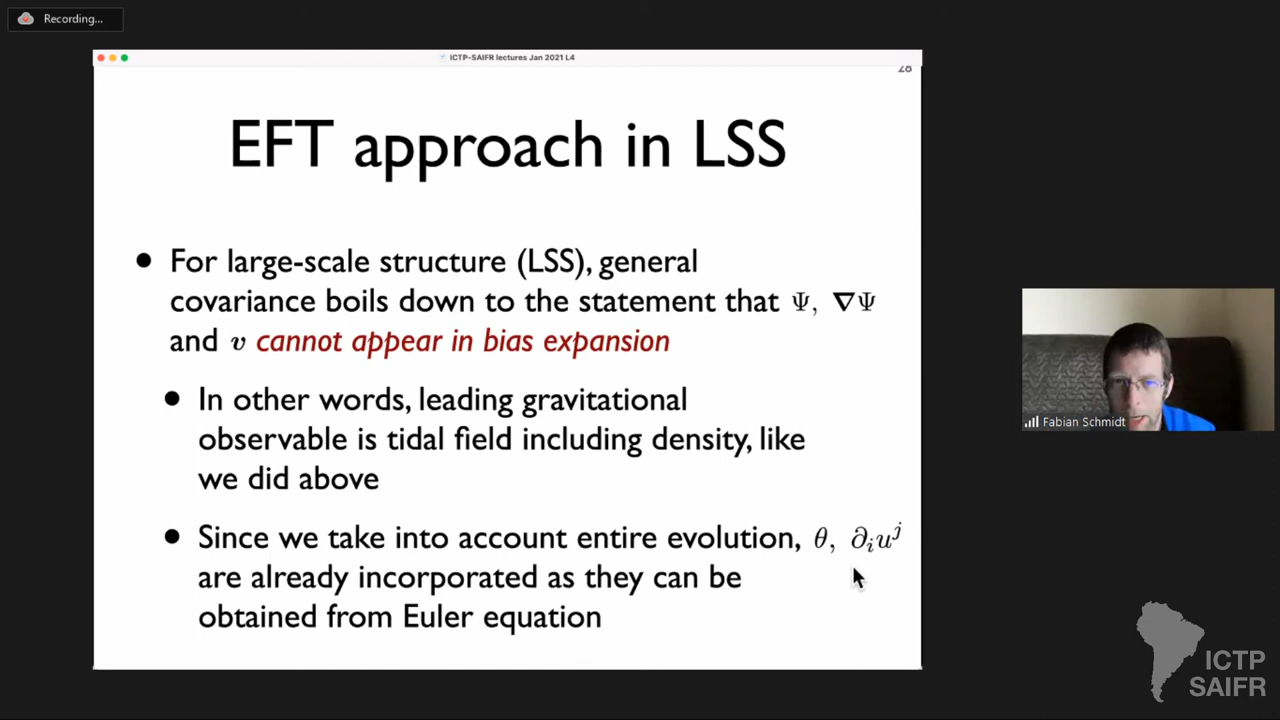 Recording...
ICTP-SAIFR lectures Jan 2021 L4
28
EFT approach in LSS
• For large-scale structure (LSS), general
covariance boils down to the statement that Ψ, ∇Ψ
and v cannot appear in bias expansion
• In other words, leading gravitational
observable is tidal field including density, like
we did above
• Since we take into account entire evolution, θ, ∂ᵢuʲ
are already incorporated as they can be
obtained from Euler equation
Fabian Schmidt
ICTP
SAIFR